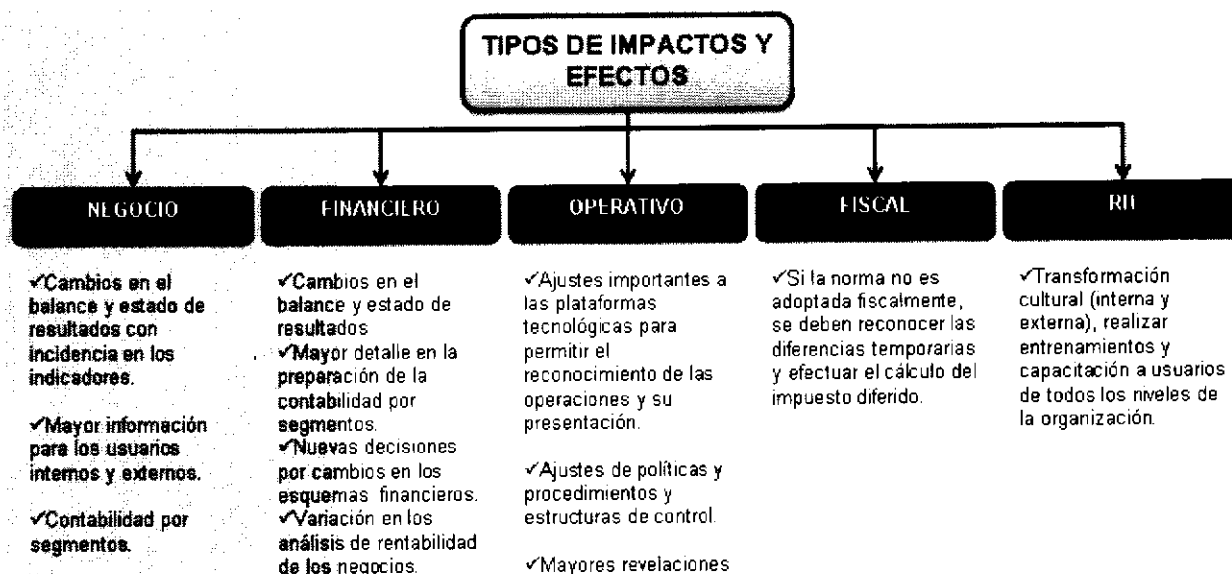 TIPOS DE IMPACTOS Y
EFECTOS
NEGOCIO
✓Cambios en el
balance y estado de
resultados con
incidencia en los
indicadores.
✓Mayor información
para los usuarios
internos y externos.
✓Contabilidad por
segmentos.
FINANCIERO
✓Cambios en el
balance y estado de
resultados
✓Mayor detalle en la
preparación de la
contabilidad por
segmentos.
✓Nuevas decisiones
por cambios en los
esquemas financieros.
✓Variación en los
análisis de rentabilidad
de los negocios.
OPERATIVO
✓Ajustes importantes a
las plataformas
tecnológicas para
permitir el
reconocimiento de las
operaciones y su
presentación.
✓Ajustes de políticas y
procedimientos y
estructuras de control.
✓Mayores revelaciones
FISCAL
✓Si la norma no es
adoptada fiscalmente,
se deben reconocer las
diferencias temporarias
y efectuar el cálculo del
impuesto diferido.
RH
✓Transformación
cultural (interna y
externa), realizar
entrenamientos y
capacitación a usuarios
de todos los niveles de
la organización.